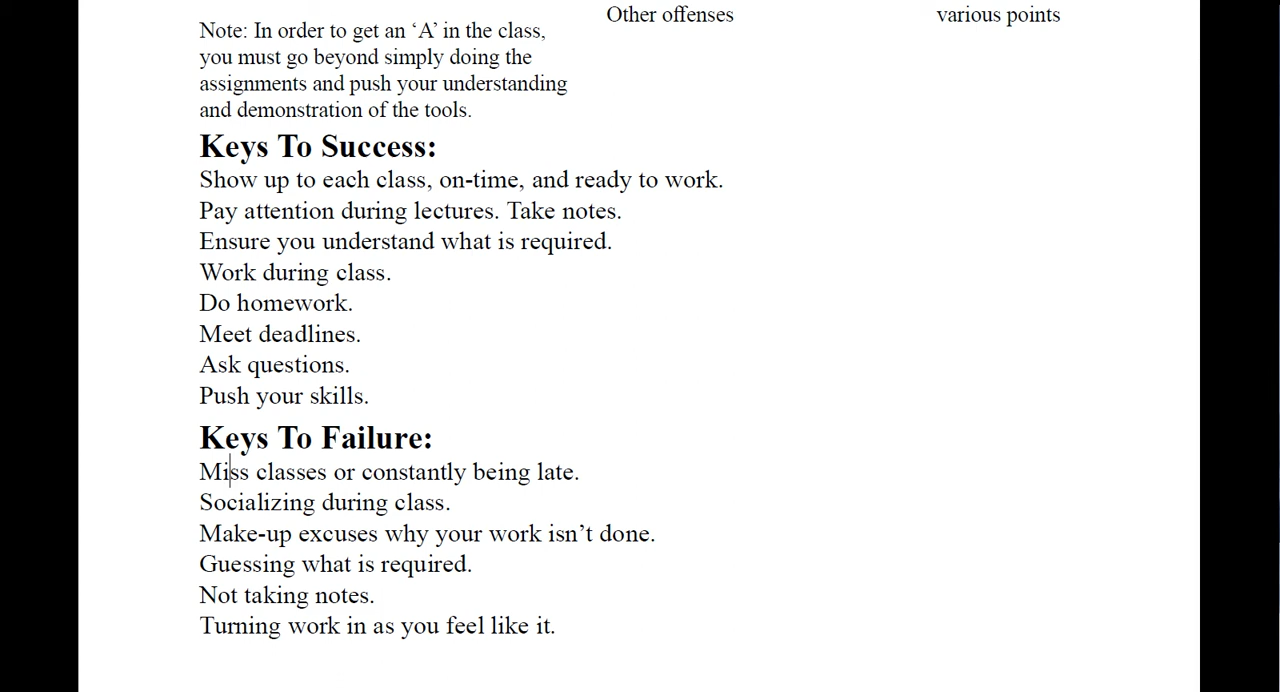 Other offenses various points
Note: In order to get an ‘A’ in the class,
you must go beyond simply doing the
assignments and push your understanding
and demonstration of the tools.
Keys To Success:
Show up to each class, on-time, and ready to work.
Pay attention during lectures. Take notes.
Ensure you understand what is required.
Work during class.
Do homework.
Meet deadlines.
Ask questions.
Push your skills.
Keys To Failure:
Miss classes or constantly being late.
Socializing during class.
Make-up excuses why your work isn’t done.
Guessing what is required.
Not taking notes.
Turning work in as you feel like it.